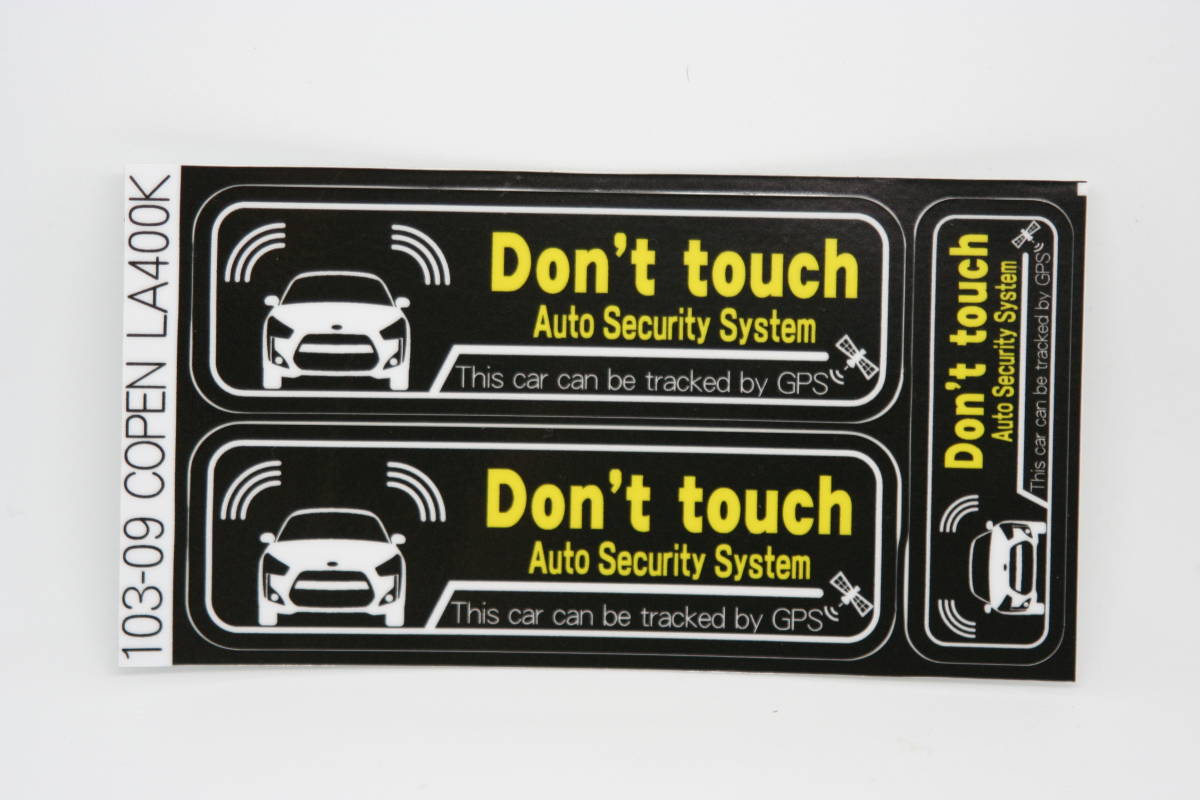 103-09 COPEN LA400K
Don't touch
Auto Security System
This car can be tracked by GPS
Don't touch
Auto Security System
This car can be tracked by GPS
Don't touch
Auto Security System
This car can be tracked by GPS